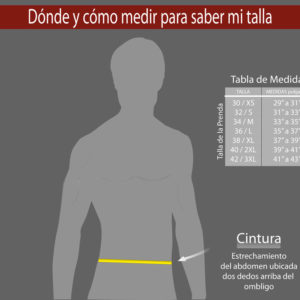 Dónde y cómo medir para saber mi talla
Tabla de Medida
TALLA MEDIDAS
Talla de la Prenda
30 / XS 29" a 31"
32 / S 31" a 33"
34 / M 33" a 35"
36 / L 35" a 37"
38 / XL 37" a 39"
40 / 2XL 39" a 41"
42 / 3XL 41" a 43"
Cintura
Estrechamiento
del abdomen ubicada
dos dedos arriba del
ombligo